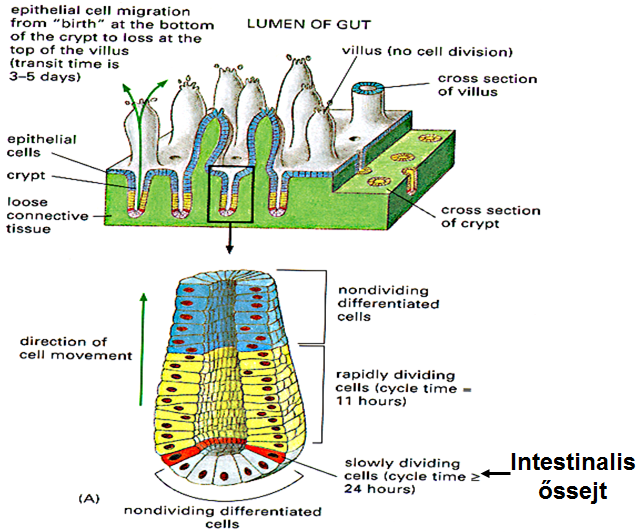 epithelial cell migration
from “birth” at the bottom
of the crypt to loss at the
top of the villus
(transit time is
3–5 days)
LUMEN OF GUT
villus (no cell division)
cross section
of villus
epithelial
cells
crypt
loose
connective
tissue
cross section
of crypt
nondividing
differentiated
cells
direction of
cell movement
rapidly dividing
cells (cycle time =
11 hours)
slowly dividing
cells (cycle time ≥
24 hours)
Intestinalis
őssejt
(A)
nondividing differentiated
cells